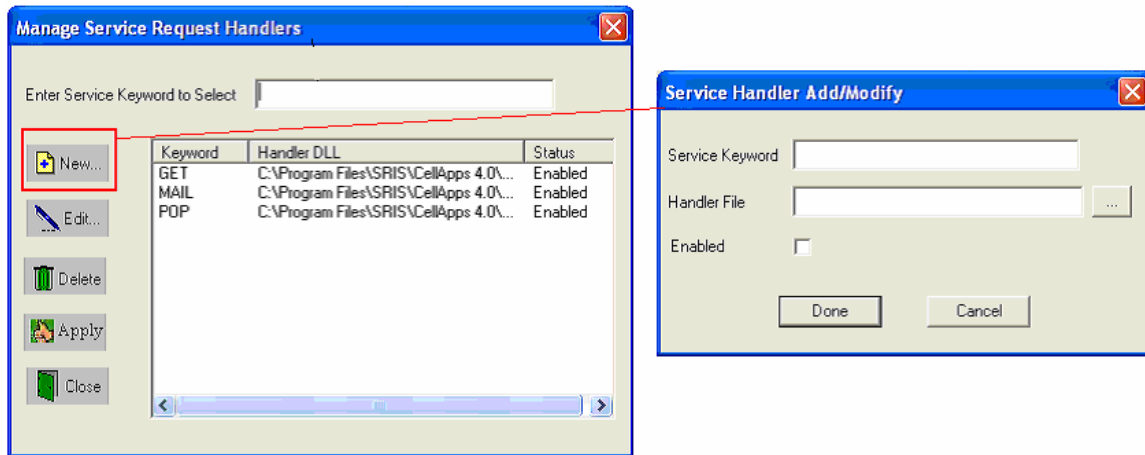 Manage Service Request Handlers
Enter Service Keyword to Select
New...
Edit...
Delete
Apply
Close
Keyword Handler DLL Status
GET C:\Program Files\SRIS\CellApps 4.0\... Enabled
MAIL C:\Program Files\SRIS\CellApps 4.0\... Enabled
POP C:\Program Files\SRIS\CellApps 4.0\... Enabled
Service Handler Add/Modify
Service Keyword
Handler File
...
Enabled
Done Cancel